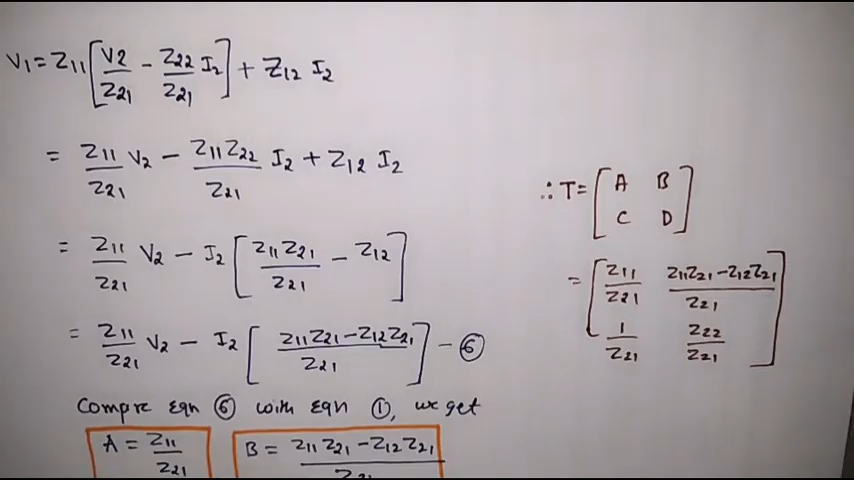 V1 = Z11 [V2/Z21 - Z22/Z21 I2] + Z12 I2
= Z11/Z21 V2 - Z11Z22/Z21 I2 + Z12 I2
= Z11/Z21 V2 - I2 [Z11Z21/Z21 - Z12]
= Z11/Z21 V2 - I2 [Z11Z21-Z12Z21/Z21] - ⑥
Compre Eqn ⑥ with Eqn ①, we get
A = Z11/Z21
B = Z11Z21-Z12Z21/Z21
∴ T = [A B
C D]
= [Z11/Z21 Z11Z21-Z12Z21/Z21
1/Z21 Z22/Z21]